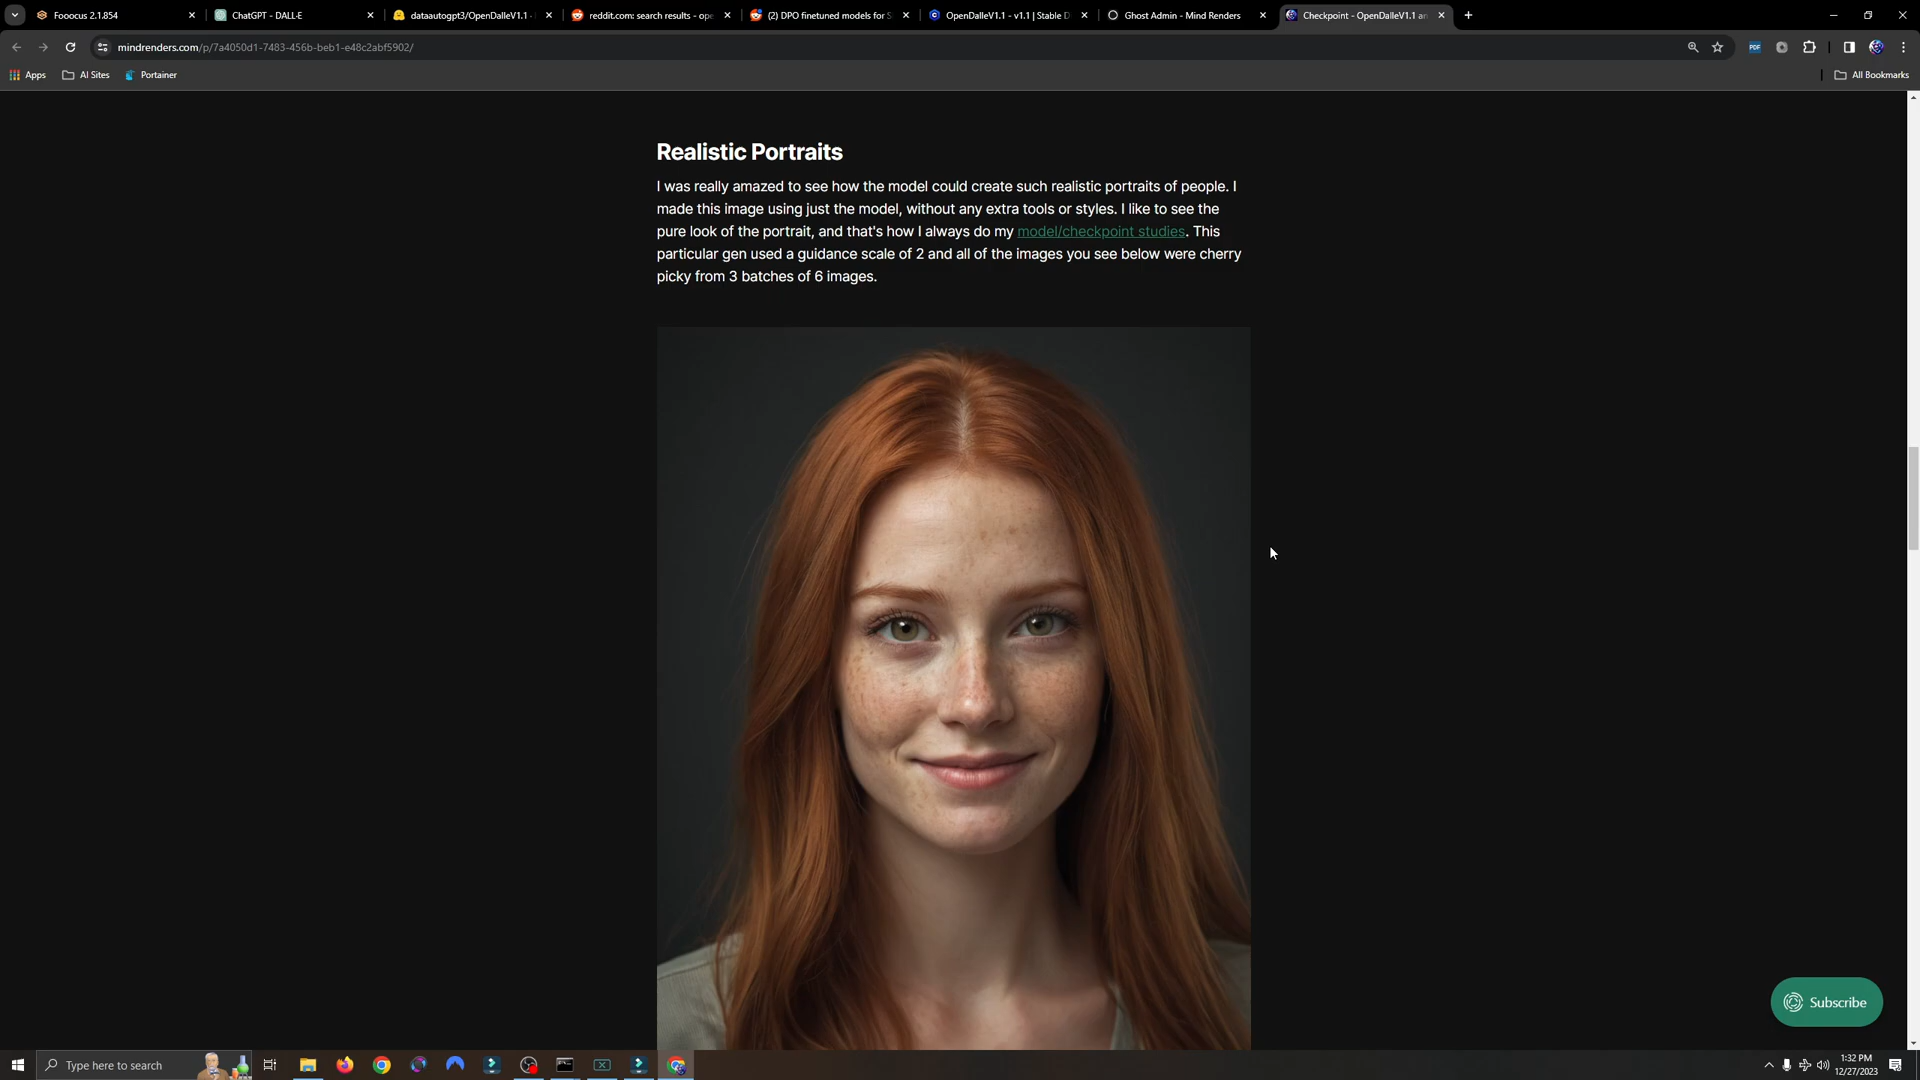 Fooocus 2.1.854
ChatGPT - DALL-E
dataautogpt3/OpenDalleV1.1 -
reddit.com: search results - ope
(2) DPO finetuned models for S
OpenDalleV1.1 - v1.1 | Stable D
Ghost Admin - Mind Renders
Checkpoint - OpenDalleV1.1 an
mindrenders.com/p/7a4050d1-7483-456b-beb1-e48c2abf5902/
PDF
Apps
AI Sites
Portainer
All Bookmarks
Realistic Portraits
I was really amazed to see how the model could create such realistic portraits of people. I
made this image using just the model, without any extra tools or styles. I like to see the
pure look of the portrait, and that's how I always do my model/checkpoint studies. This
particular gen used a guidance scale of 2 and all of the images you see below were cherry
picky from 3 batches of 6 images.
Subscribe
Type here to search
1:32 PM
12/27/2023